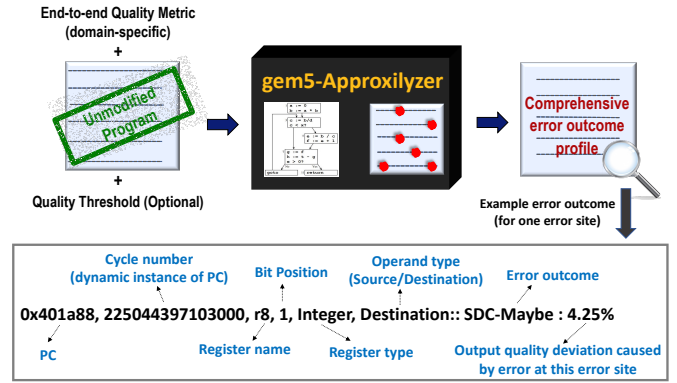 End-to-end Quality Metric
(domain-specific)
+
Unmodified
Program
+
Quality Threshold (Optional)
gem5-Approxilyzer
Comprehensive
error outcome
profile
Example error outcome
(for one error site)
Cycle number
(dynamic instance of PC)
Bit Position
Operand type
(Source/Destination)
Error outcome
0x401a88, 225044397103000, r8, 1, Integer, Destination:: SDC-Maybe : 4.25%
PC
Register name
Register type
Output quality deviation caused
by error at this error site